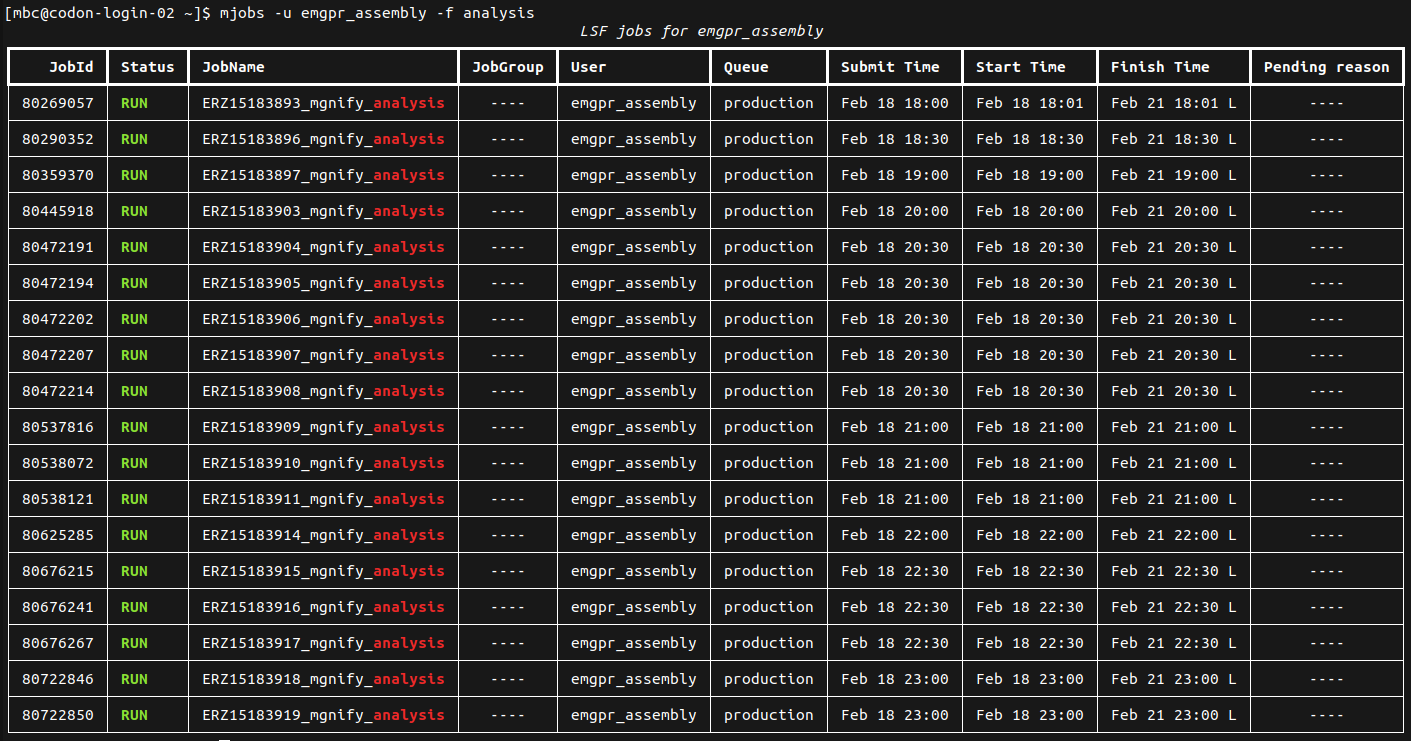 [mbc@codon-login-02 ~]$ mjobs -u emgpr_assembly -f analysis
LSF jobs for emgpr_assembly
JobId Status JobName JobGroup User Queue Submit Time Start Time Finish Time Pending reason
80269057 RUN ERZ15183893_mgnify_analysis ---- emgpr_assembly production Feb 18 18:00 Feb 18 18:01 Feb 21 18:01 L ----
80290352 RUN ERZ15183896_mgnify_analysis ---- emgpr_assembly production Feb 18 18:30 Feb 18 18:30 Feb 21 18:30 L ----
80359370 RUN ERZ15183897_mgnify_analysis ---- emgpr_assembly production Feb 18 19:00 Feb 18 19:00 Feb 21 19:00 L ----
80445918 RUN ERZ15183903_mgnify_analysis ---- emgpr_assembly production Feb 18 20:00 Feb 18 20:00 Feb 21 20:00 L ----
80472191 RUN ERZ15183904_mgnify_analysis ---- emgpr_assembly production Feb 18 20:30 Feb 18 20:30 Feb 21 20:30 L ----
80472194 RUN ERZ15183905_mgnify_analysis ---- emgpr_assembly production Feb 18 20:30 Feb 18 20:30 Feb 21 20:30 L ----
80472202 RUN ERZ15183906_mgnify_analysis ---- emgpr_assembly production Feb 18 20:30 Feb 18 20:30 Feb 21 20:30 L ----
80472207 RUN ERZ15183907_mgnify_analysis ---- emgpr_assembly production Feb 18 20:30 Feb 18 20:30 Feb 21 20:30 L ----
80472214 RUN ERZ15183908_mgnify_analysis ---- emgpr_assembly production Feb 18 20:30 Feb 18 20:30 Feb 21 20:30 L ----
80537816 RUN ERZ15183909_mgnify_analysis ---- emgpr_assembly production Feb 18 21:00 Feb 18 21:00 Feb 21 21:00 L ----
80538072 RUN ERZ15183910_mgnify_analysis ---- emgpr_assembly production Feb 18 21:00 Feb 18 21:00 Feb 21 21:00 L ----
80538121 RUN ERZ15183911_mgnify_analysis ---- emgpr_assembly production Feb 18 21:00 Feb 18 21:00 Feb 21 21:00 L ----
80625285 RUN ERZ15183914_mgnify_analysis ---- emgpr_assembly production Feb 18 22:00 Feb 18 22:00 Feb 21 22:00 L ----
80676215 RUN ERZ15183915_mgnify_analysis ---- emgpr_assembly production Feb 18 22:30 Feb 18 22:30 Feb 21 22:30 L ----
80676241 RUN ERZ15183916_mgnify_analysis ---- emgpr_assembly production Feb 18 22:30 Feb 18 22:30 Feb 21 22:30 L ----
80676267 RUN ERZ15183917_mgnify_analysis ---- emgpr_assembly production Feb 18 22:30 Feb 18 22:30 Feb 21 22:30 L ----
80722846 RUN ERZ15183918_mgnify_analysis ---- emgpr_assembly production Feb 18 23:00 Feb 18 23:00 Feb 21 23:00 L ----
80722850 RUN ERZ15183919_mgnify_analysis ---- emgpr_assembly production Feb 18 23:00 Feb 18 23:00 Feb 21 23:00 L ----